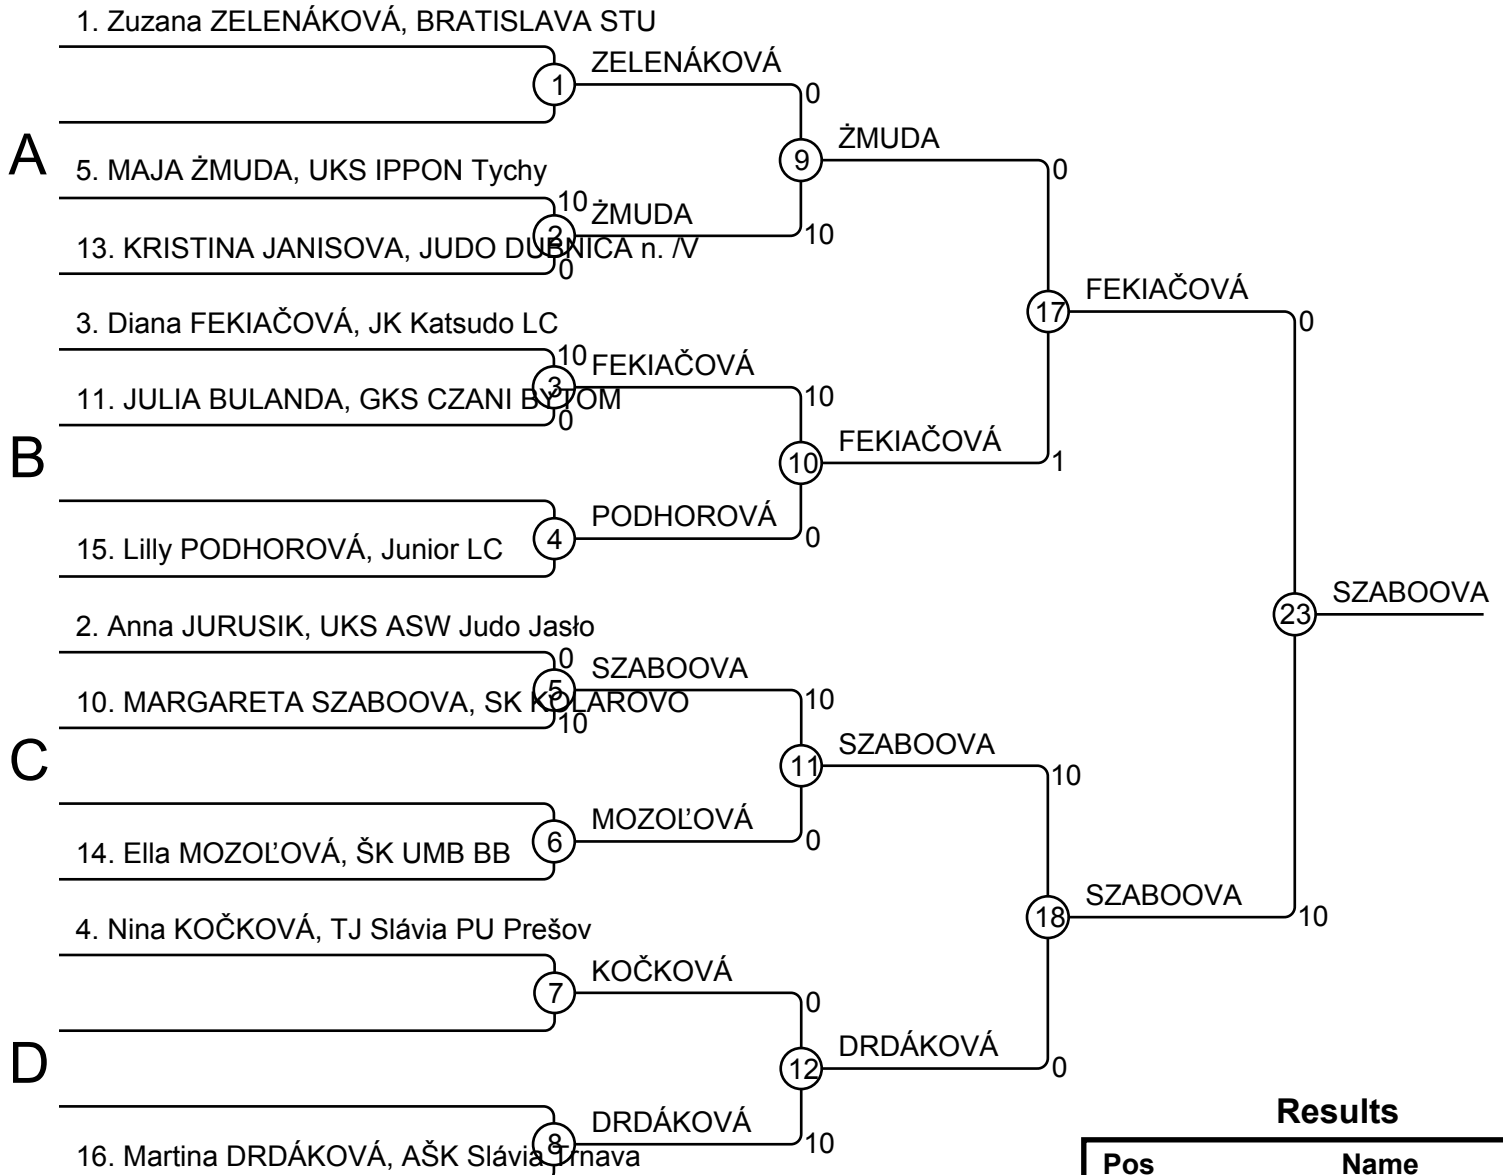 1. Zuzana ZELENÁKOVÁ, BRATISLAVA STU
1
ZELENÁKOVÁ
0
A
9
ŻMUDA
0
5. MAJA ŻMUDA, UKS IPPON Tychy
10
2
ŻMUDA
10
13. KRISTINA JANISOVA, JUDO DUBNICA n. /V
0
17
FEKIAČOVÁ
0
3. Diana FEKIAČOVÁ, JK Katsudo LC
10
3
FEKIAČOVÁ
10
11. JULIA BULANDA, GKS CZANI BYTOM
0
B
10
FEKIAČOVÁ
1
4
PODHOROVÁ
0
15. Lilly PODHOROVÁ, Junior LC
23
SZABOOVA
2. Anna JURUSIK, UKS ASW Judo Jasło
0
5
SZABOOVA
10
10. MARGARETA SZABOOVA, SK KOLAROVO
10
C
11
SZABOOVA
10
6
MOZOĽOVÁ
0
14. Ella MOZOĽOVÁ, ŠK UMB BB
18
SZABOOVA
10
4. Nina KOČKOVÁ, TJ Slávia PU Prešov
7
KOČKOVÁ
0
D
12
DRDÁKOVÁ
0
8
DRDÁKOVÁ
10
16. Martina DRDÁKOVÁ, AŠK Slávia Trnava
Results
Pos Name